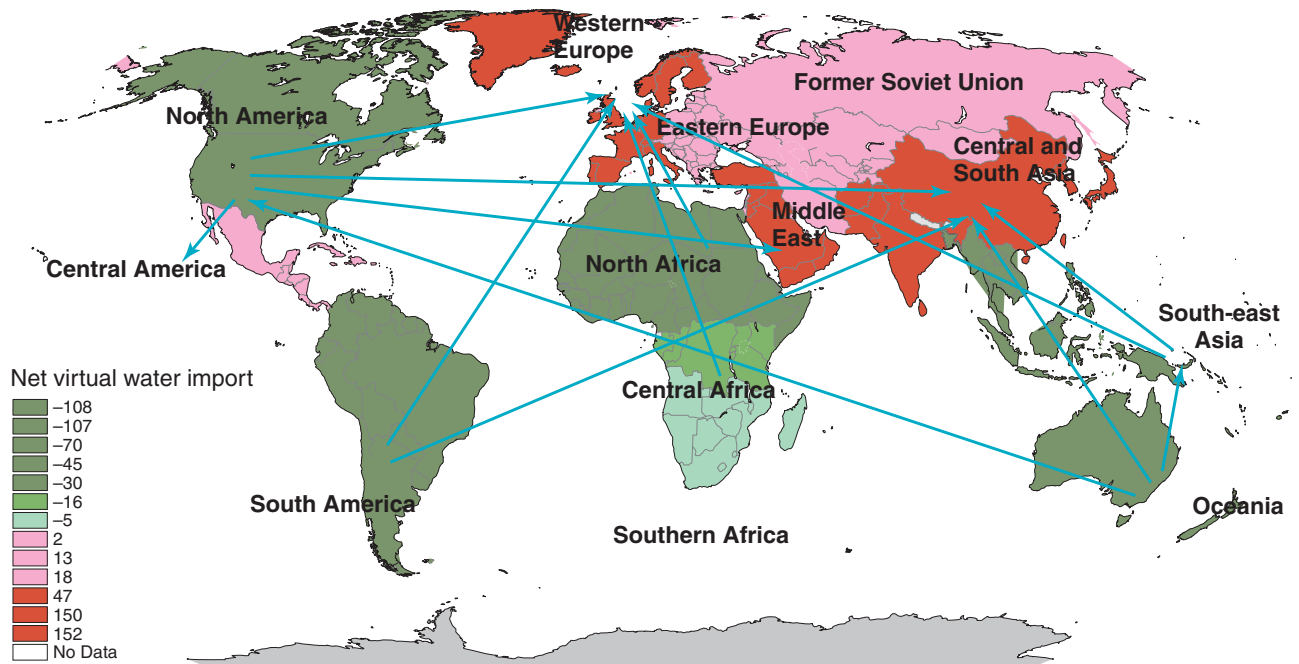 Western
Europe
Former Soviet Union
North America
Eastern Europe
Central and
South Asia
Middle
East
Central America
North Africa
South-east
Asia
Central Africa
South America
Oceania
Southern Africa
Net virtual water import
–108
–107
–70
–45
–30
–16
–5
2
13
18
47
150
152
No Data